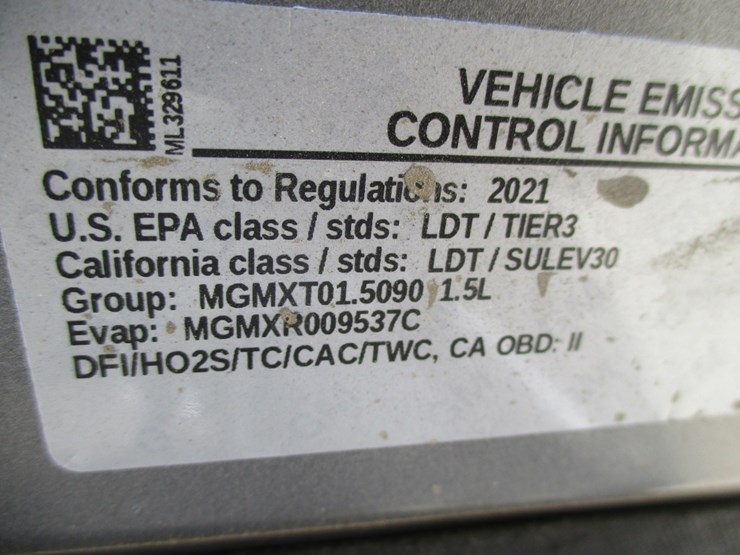 ML329611
VEHICLE EMISS
CONTROL INFORMA
Conforms to Regulations: 2021
U.S. EPA class / stds: LDT / TIER3
California class / stds: LDT / SULEV30
Group: MGMXT01.5090 1.5L
Evap: MGMXR009537C
DFI/HO2S/TC/CAC/TWC, CA OBD: II